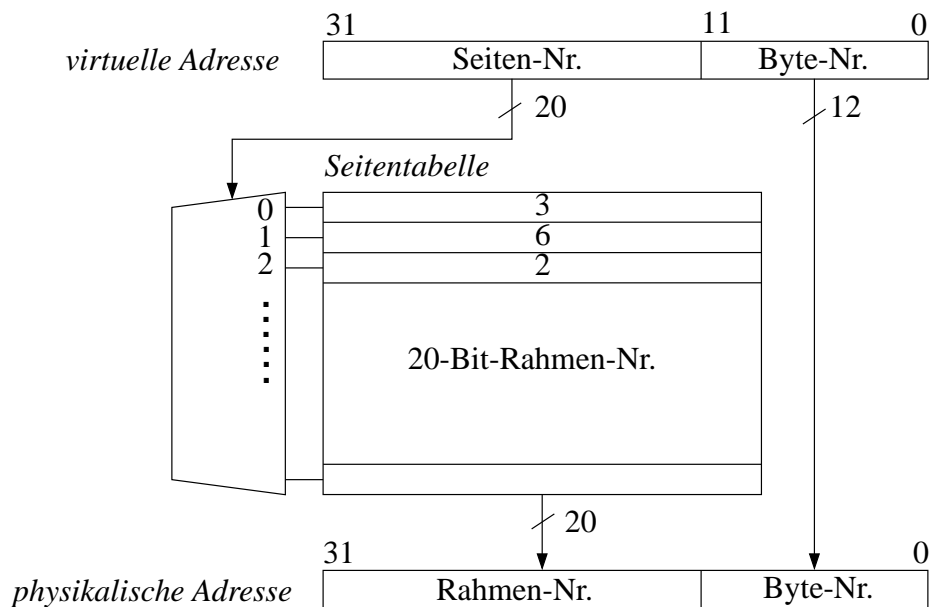 31 11 0
virtuelle Adresse Seiten-Nr. Byte-Nr.
20 12
Seitentabelle
0 3
1 6
2 2
20-Bit-Rahmen-Nr.
20
31 0
physikalische Adresse Rahmen-Nr. Byte-Nr.